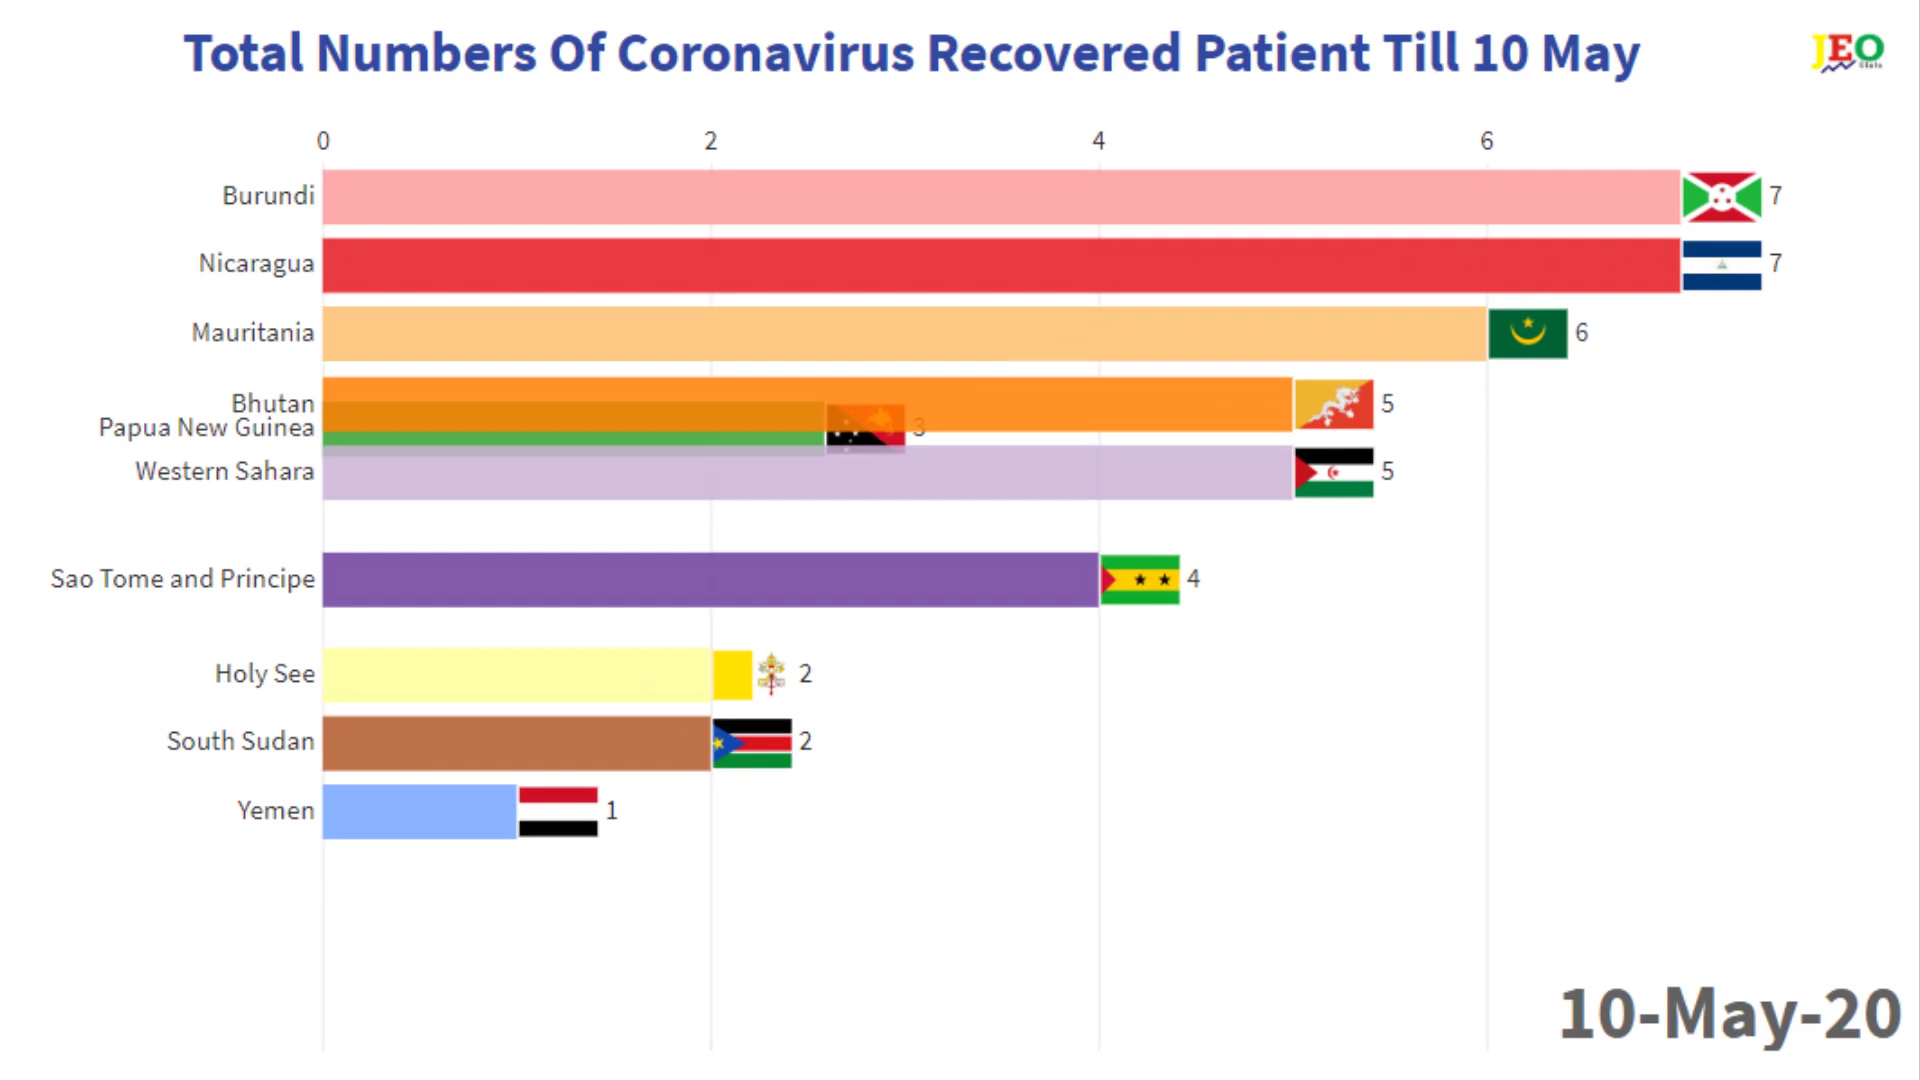 Total Numbers Of Coronavirus Recovered Patient Till 10 May
JEO
0 2 4 6
Burundi 7
Nicaragua 7
Mauritania 6
Bhutan 5
Papua New Guinea 3
Western Sahara 5
Sao Tome and Principe 4
Holy See 2
South Sudan 2
Yemen 1
10-May-20